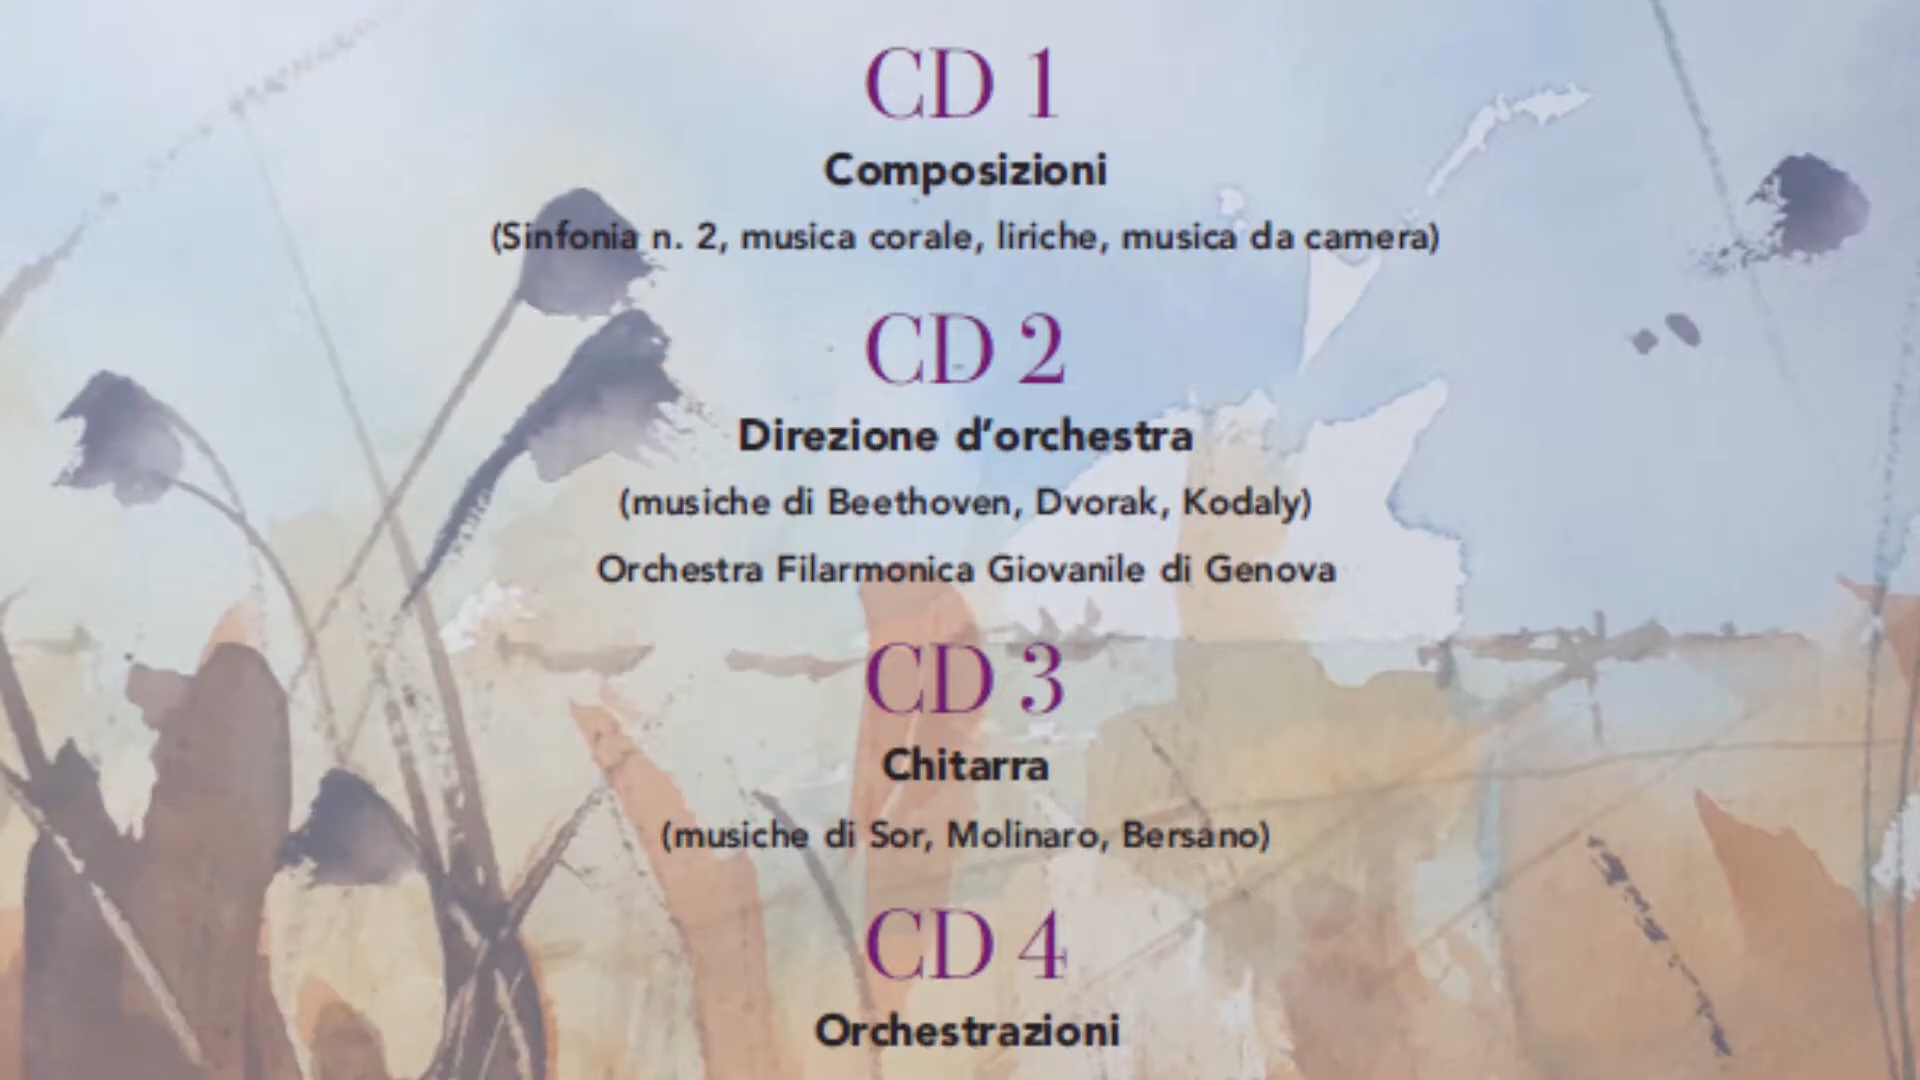 CD 1
Composizioni
(Sinfonia n. 2, musica corale, liriche, musica da camera)
CD 2
Direzione d'orchestra
(musiche di Beethoven, Dvorak, Kodaly)
Orchestra Filarmonica Giovanile di Genova
CD 3
Chitarra
(musiche di Sor, Molinaro, Bersano)
CD 4
Orchestrazioni